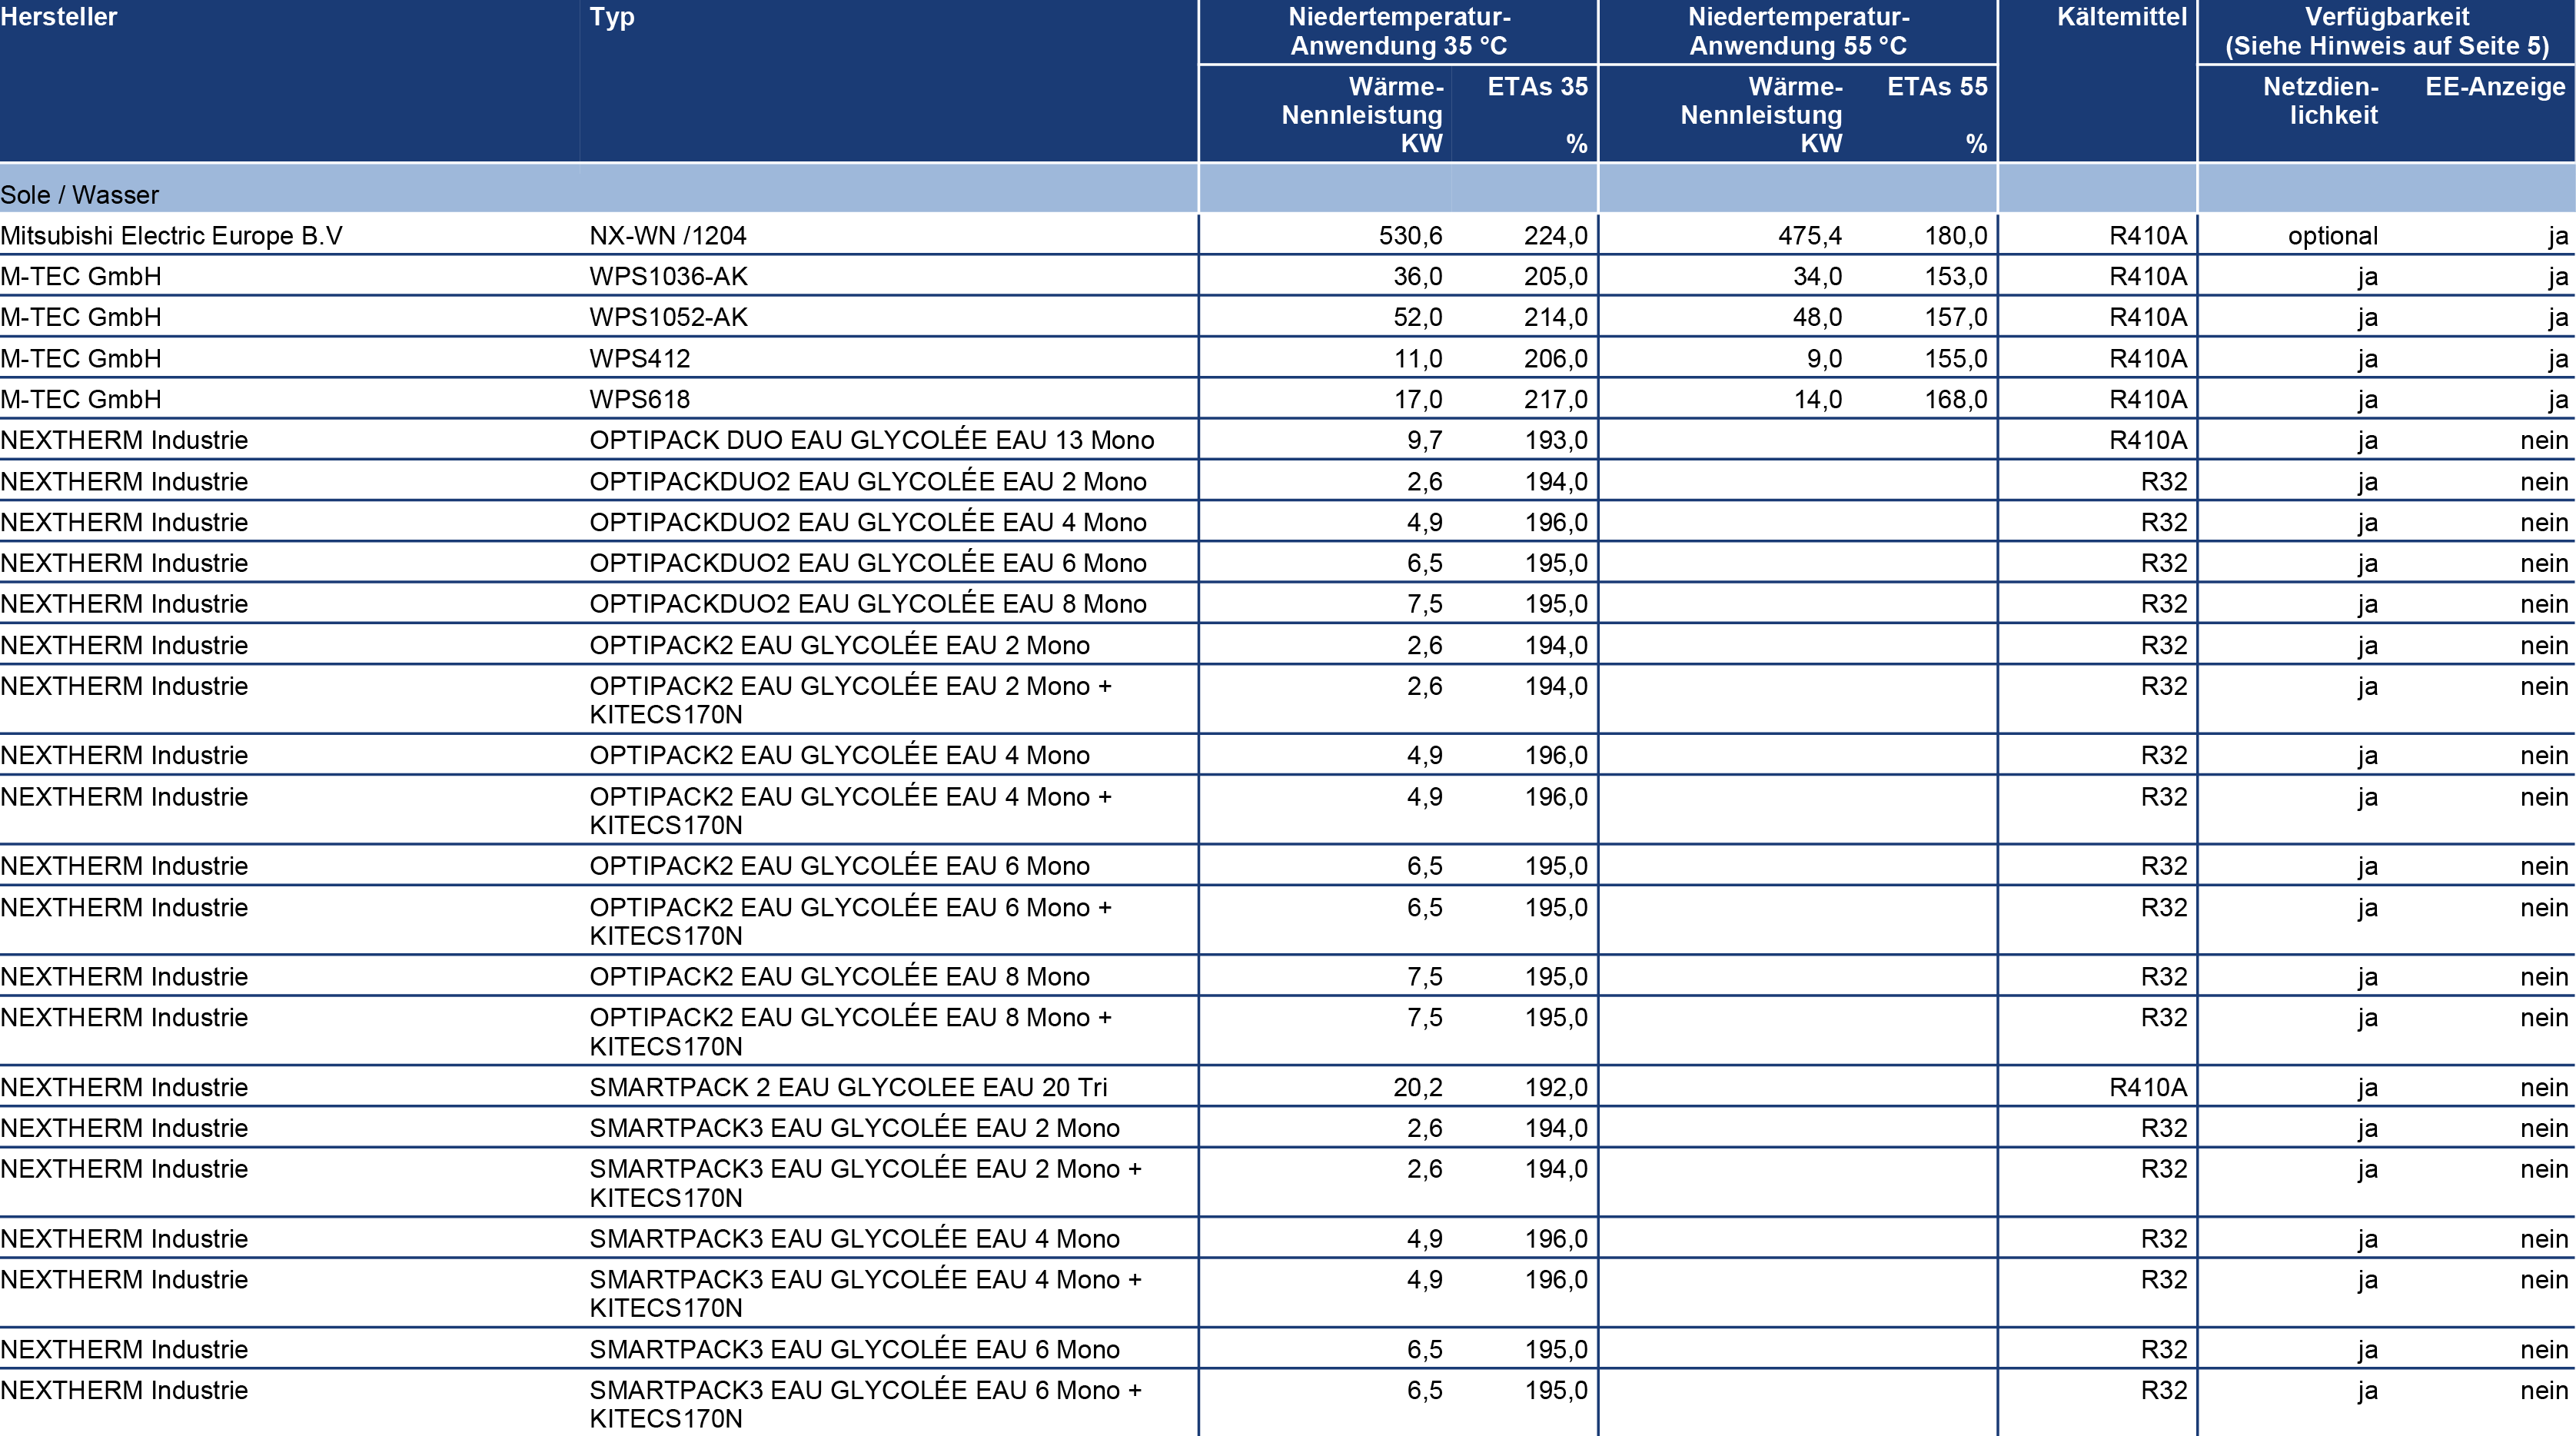 Hersteller Typ Niedertemperatur- Niedertemperatur- Kältemittel Verfügbarkeit
Anwendung 35 °C Anwendung 55 °C (Siehe Hinweis auf Seite 5)
Wärme- ETAs 35 Wärme- ETAs 55 Netzdien- EE-Anzeige
Nennleistung Nennleistung lichkeit
KW % KW %
Sole / Wasser
Mitsubishi Electric Europe B.V NX-WN /1204 530,6 224,0 475,4 180,0 R410A optional ja
M-TEC GmbH WPS1036-AK 36,0 205,0 34,0 153,0 R410A ja ja
M-TEC GmbH WPS1052-AK 52,0 214,0 48,0 157,0 R410A ja ja
M-TEC GmbH WPS412 11,0 206,0 9,0 155,0 R410A ja ja
M-TEC GmbH WPS618 17,0 217,0 14,0 168,0 R410A ja ja
NEXTHERM Industrie OPTIPACK DUO EAU GLYCOLÉE EAU 13 Mono 9,7 193,0 R410A ja nein
NEXTHERM Industrie OPTIPACKDUO2 EAU GLYCOLÉE EAU 2 Mono 2,6 194,0 R32 ja nein
NEXTHERM Industrie OPTIPACKDUO2 EAU GLYCOLÉE EAU 4 Mono 4,9 196,0 R32 ja nein
NEXTHERM Industrie OPTIPACKDUO2 EAU GLYCOLÉE EAU 6 Mono 6,5 195,0 R32 ja nein
NEXTHERM Industrie OPTIPACKDUO2 EAU GLYCOLÉE EAU 8 Mono 7,5 195,0 R32 ja nein
NEXTHERM Industrie OPTIPACK2 EAU GLYCOLÉE EAU 2 Mono 2,6 194,0 R32 ja nein
NEXTHERM Industrie OPTIPACK2 EAU GLYCOLÉE EAU 2 Mono + 2,6 194,0 R32 ja nein
KITECS170N
NEXTHERM Industrie OPTIPACK2 EAU GLYCOLÉE EAU 4 Mono 4,9 196,0 R32 ja nein
NEXTHERM Industrie OPTIPACK2 EAU GLYCOLÉE EAU 4 Mono + 4,9 196,0 R32 ja nein
KITECS170N
NEXTHERM Industrie OPTIPACK2 EAU GLYCOLÉE EAU 6 Mono 6,5 195,0 R32 ja nein
NEXTHERM Industrie OPTIPACK2 EAU GLYCOLÉE EAU 6 Mono + 6,5 195,0 R32 ja nein
KITECS170N
NEXTHERM Industrie OPTIPACK2 EAU GLYCOLÉE EAU 8 Mono 7,5 195,0 R32 ja nein
NEXTHERM Industrie OPTIPACK2 EAU GLYCOLÉE EAU 8 Mono + 7,5 195,0 R32 ja nein
KITECS170N
NEXTHERM Industrie SMARTPACK 2 EAU GLYCOLEE EAU 20 Tri 20,2 192,0 R410A ja nein
NEXTHERM Industrie SMARTPACK3 EAU GLYCOLÉE EAU 2 Mono 2,6 194,0 R32 ja nein
NEXTHERM Industrie SMARTPACK3 EAU GLYCOLÉE EAU 2 Mono + 2,6 194,0 R32 ja nein
KITECS170N
NEXTHERM Industrie SMARTPACK3 EAU GLYCOLÉE EAU 4 Mono 4,9 196,0 R32 ja nein
NEXTHERM Industrie SMARTPACK3 EAU GLYCOLÉE EAU 4 Mono + 4,9 196,0 R32 ja nein
KITECS170N
NEXTHERM Industrie SMARTPACK3 EAU GLYCOLÉE EAU 6 Mono 6,5 195,0 R32 ja nein
NEXTHERM Industrie SMARTPACK3 EAU GLYCOLÉE EAU 6 Mono + 6,5 195,0 R32 ja nein
KITECS170N